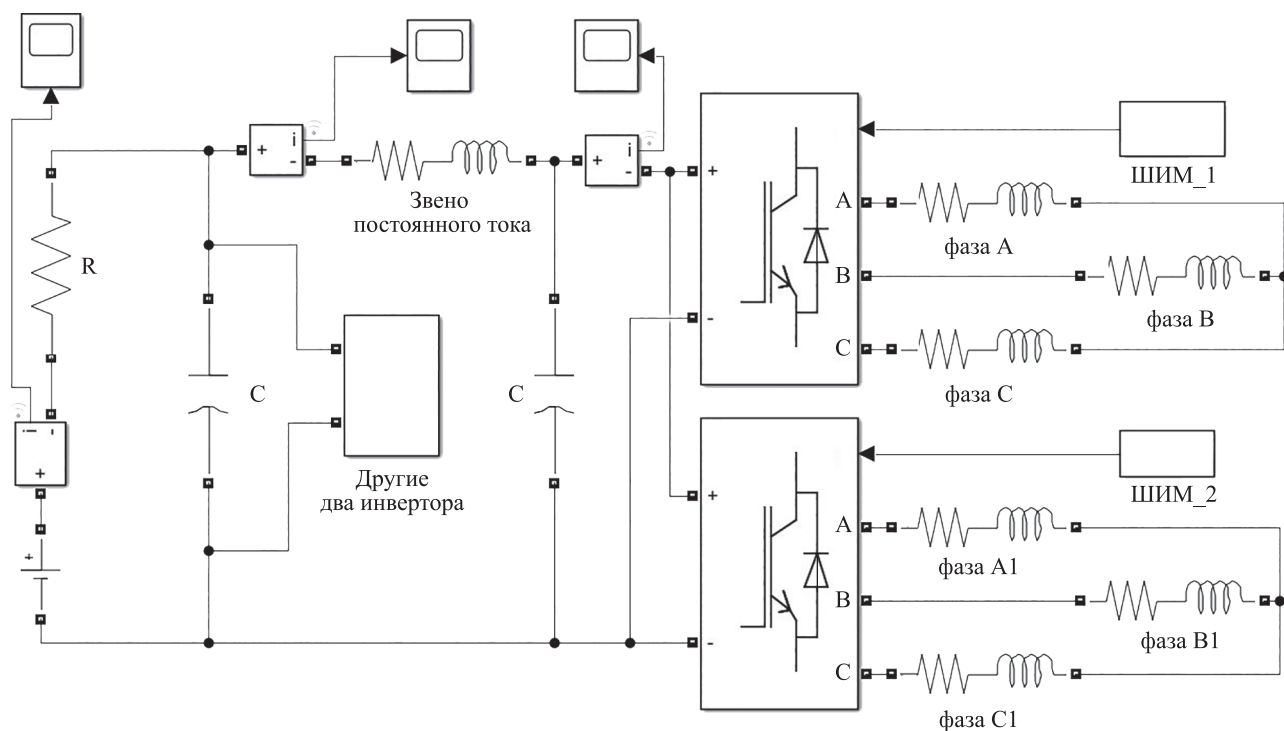 i
+
-
Звено
постоянного тока
+
i
-
ШИМ_1
+
-
A
B
C
фаза A
фаза B
фаза C
R
C
C
Другие
два инвертора
i
-
+
+
ШИМ_2
+
-
A
B
C
фаза A1
фаза B1
фаза C1